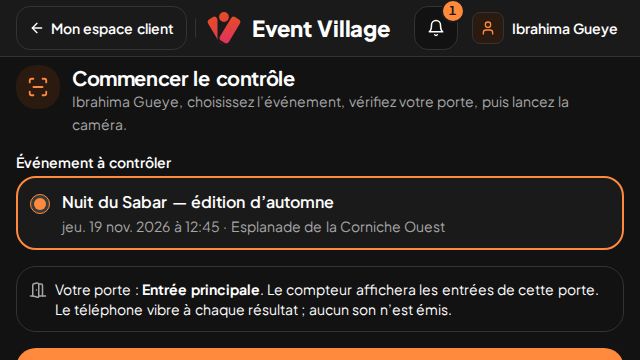 Mon espace client
Event Village
1
Ibrahima Gueye
Commencer le contrôle
Ibrahima Gueye, choisissez l’événement, vérifiez votre porte, puis lancez la
caméra.
Événement à contrôler
Nuit du Sabar — édition d’automne
jeu. 19 nov. 2026 à 12:45 · Esplanade de la Corniche Ouest
Votre porte : Entrée principale. Le compteur affichera les entrées de cette porte.
Le téléphone vibre à chaque résultat ; aucun son n’est émis.